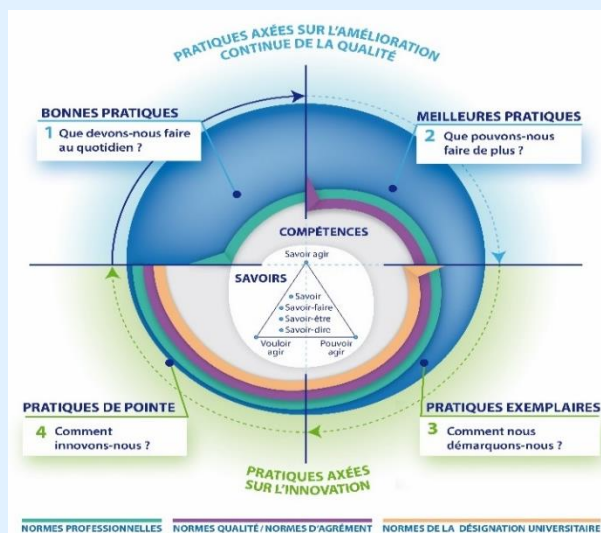 PRATIQUES AXÉES SUR L'AMÉLIORATION
CONTINUE DE LA QUALITÉ
BONNES PRATIQUES
1 Que devons-nous faire
au quotidien ?
MEILLEURES PRATIQUES
2 Que pouvons-nous
faire de plus ?
COMPÉTENCES
Savoir agir
SAVOIRS
Savoir
Savoir-faire
Savoir-être
Savoir-dire
Vouloir
agir
Pouvoir
agir
PRATIQUES DE POINTE
4 Comment
innovons-nous ?
PRATIQUES EXEMPLAIRES
3 Comment nous
démarquons-nous ?
PRATIQUES AXÉES
SUR L'INNOVATION
NORMES PROFESSIONNELLES
NORMES QUALITÉ/NORMES D'AGRÉMENT
NORMES DE LA DÉSIGNATION UNIVERSITAIRE